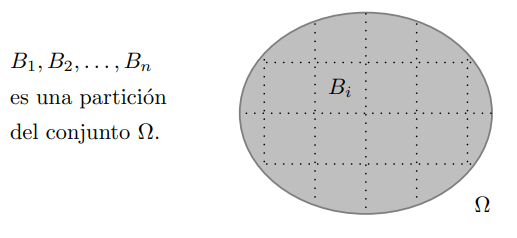 B₁, B₂, . . . , Bₙ
es una partición
del conjunto Ω.
Bᵢ
Ω